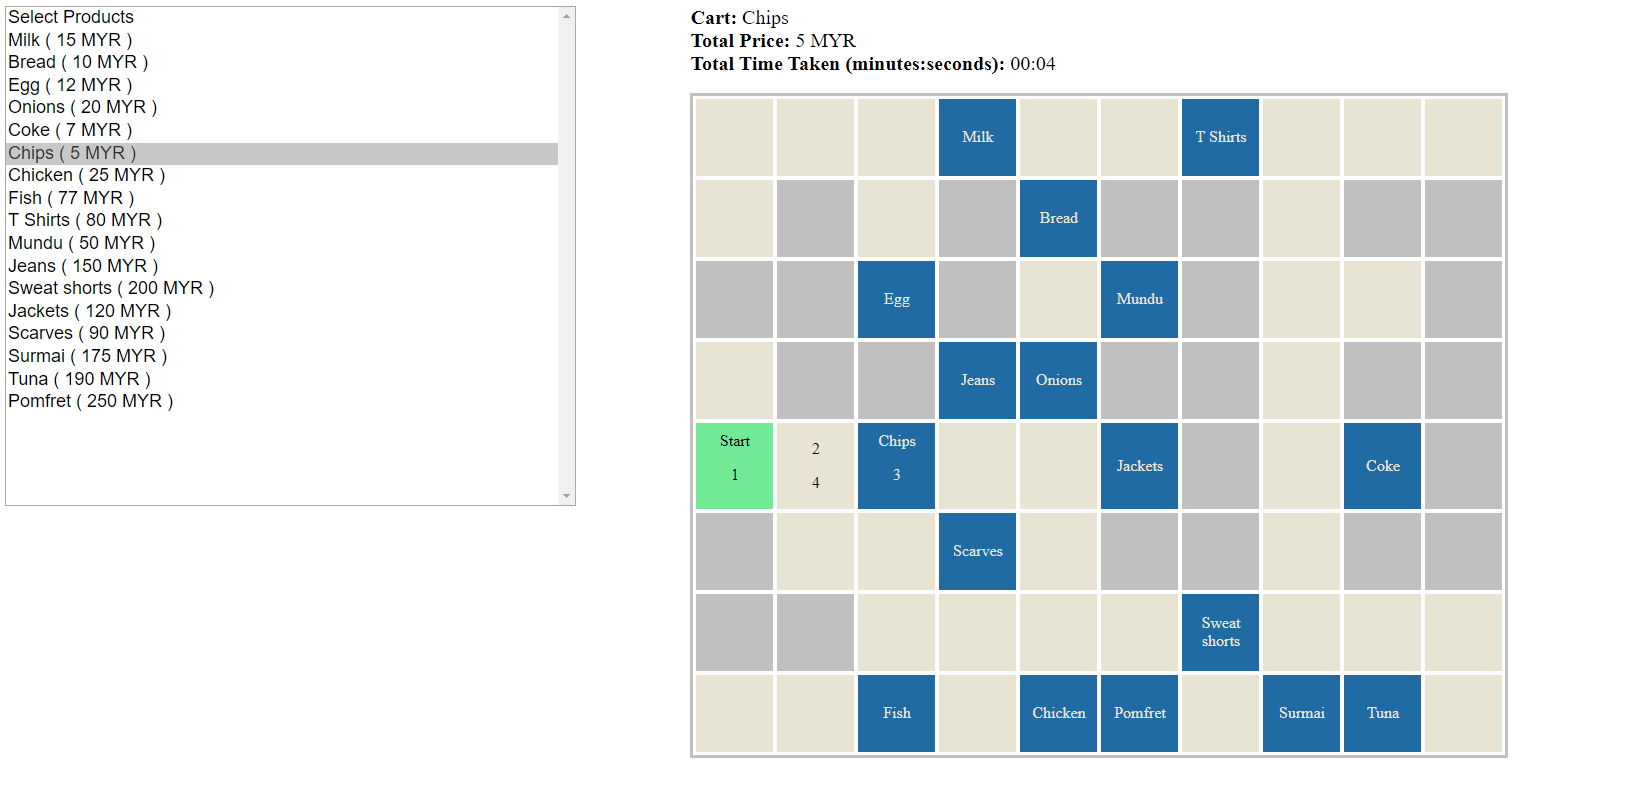 Select Products
Milk ( 15 MYR )
Bread ( 10 MYR )
Egg ( 12 MYR )
Onions ( 20 MYR )
Coke ( 7 MYR )
Chips ( 5 MYR )
Chicken ( 25 MYR )
Fish ( 77 MYR )
T Shirts ( 80 MYR )
Mundu ( 50 MYR )
Jeans ( 150 MYR )
Sweat shorts ( 200 MYR )
Jackets ( 120 MYR )
Scarves ( 90 MYR )
Surmai ( 175 MYR )
Tuna ( 190 MYR )
Pomfret ( 250 MYR )
Cart: Chips
Total Price: 5 MYR
Total Time Taken (minutes:seconds): 00:04
Milk
T Shirts
Bread
Egg
Mundu
Jeans
Onions
Start
1
2
4
Chips
3
Jackets
Coke
Scarves
Sweat
shorts
Fish
Chicken
Pomfret
Surmai
Tuna